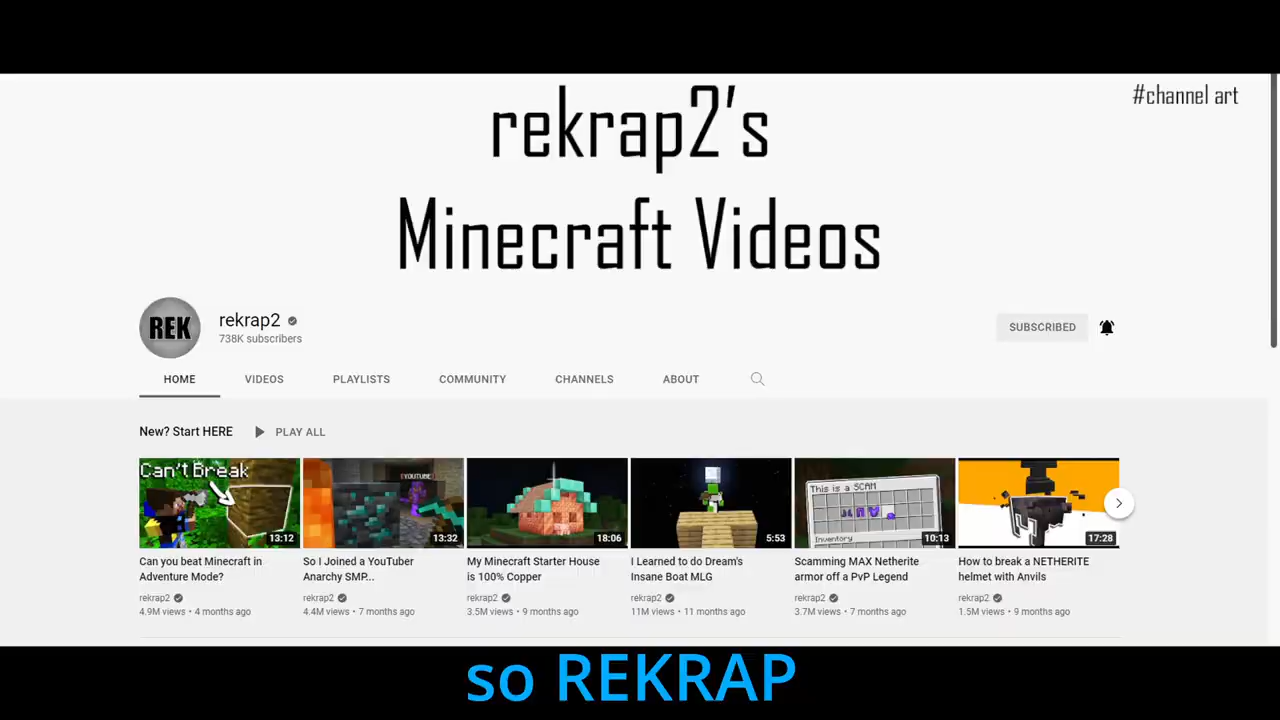 #channel art
rekrap2's
Minecraft Videos
REK
rekrap2
738K subscribers
SUBSCRIBED
HOME VIDEOS PLAYLISTS COMMUNITY CHANNELS ABOUT
New? Start HERE PLAY ALL
Can't Break
13:12
YOUTUBE
13:32
18:06
5:53
This is a SCAM
Inventory
10:13
17:28
Can you beat Minecraft in
Adventure Mode?
rekrap2
4.9M views • 4 months ago
So I Joined a YouTuber
Anarchy SMP...
rekrap2
4.4M views • 7 months ago
My Minecraft Starter House
is 100% Copper
rekrap2
3.5M views • 9 months ago
I Learned to do Dream's
Insane Boat MLG
rekrap2
11M views • 11 months ago
Scamming MAX Netherite
armor off a PvP Legend
rekrap2
3.7M views • 7 months ago
How to break a NETHERITE
helmet with Anvils
rekrap2
1.5M views • 9 months ago
so REKRAP